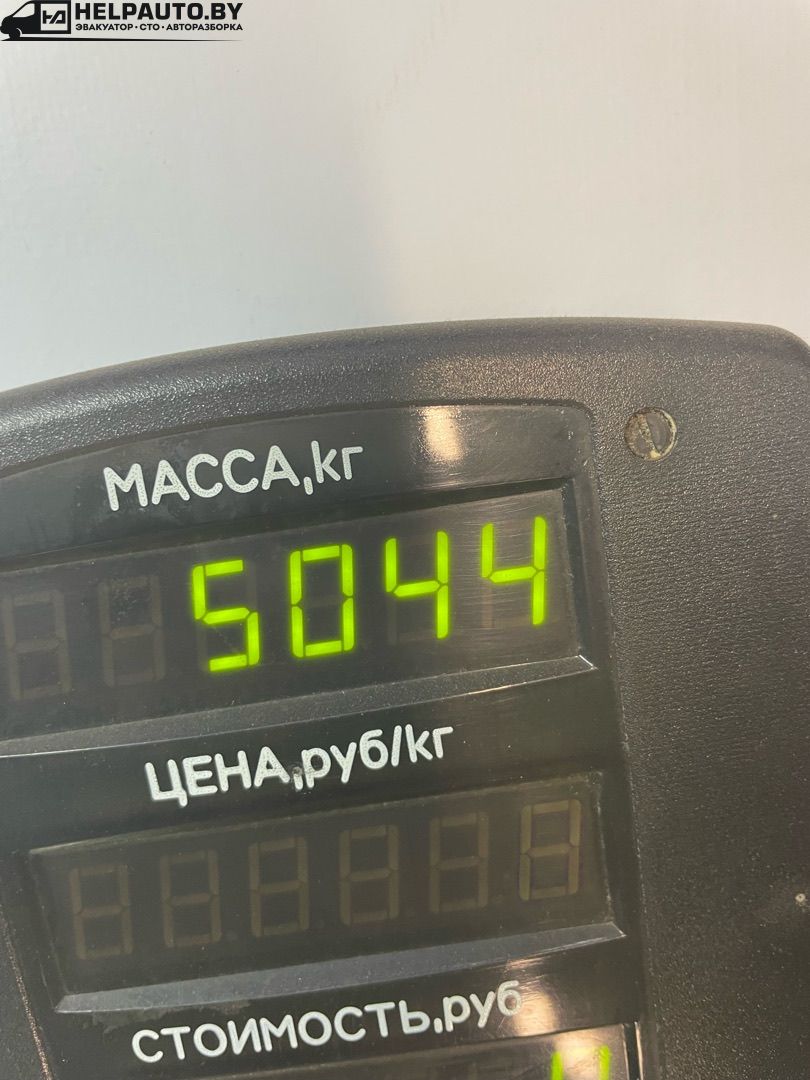 HELPAUTO.BY
ЭВАКУАТОР • СТО • АВТОРАЗБОРКА
МАССА,кг
5044
ЦЕНА,руб/кг
СТОИМОСТЬ,руб